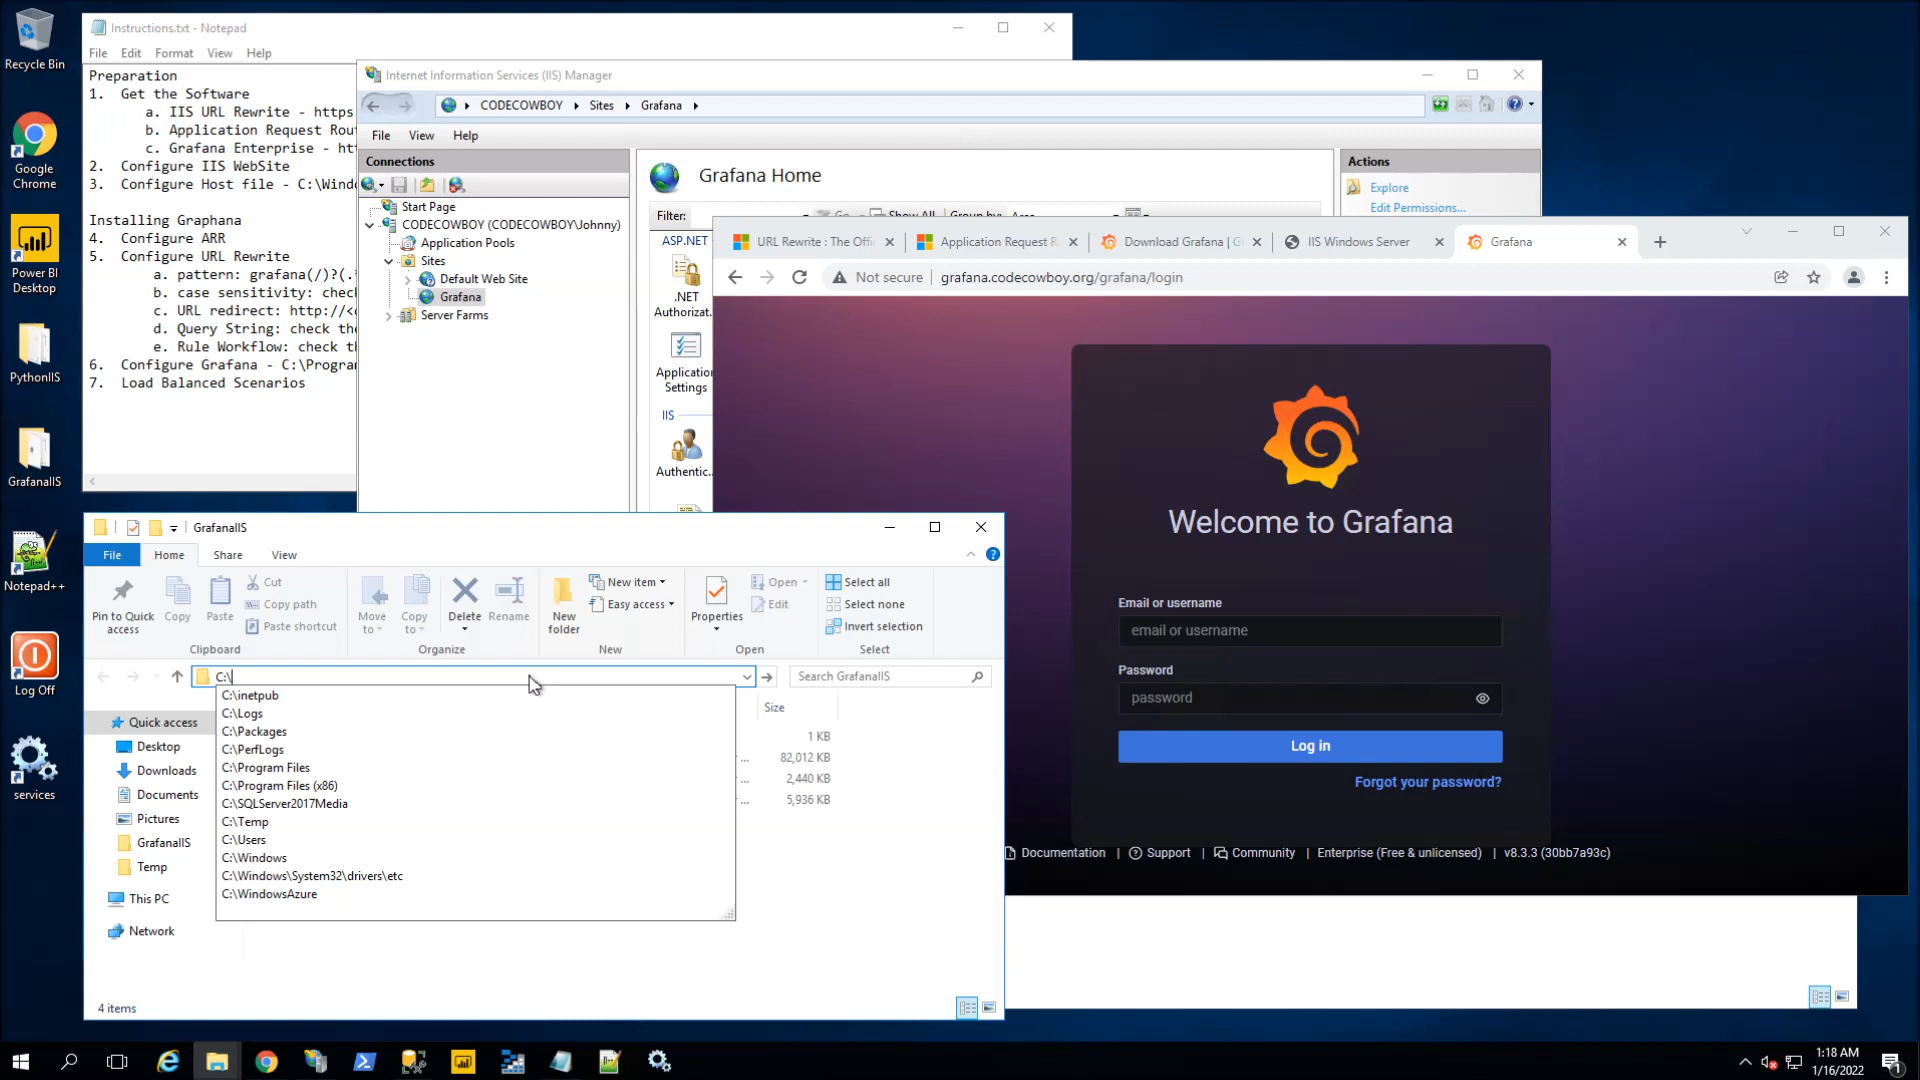 Recycle Bin
Google
Chrome
Power BI
Desktop
PythonIIS
GrafanaIIS
Notepad++
Log Off
services
Instructions.txt - Notepad
File Edit Format View Help
Preparation
1. Get the Software
a. IIS URL Rewrite - https
b. Application Request Rou
c. Grafana Enterprise - ht
2. Configure IIS WebSite
3. Configure Host file - C:\Windo
Installing Graphana
4. Configure ARR
5. Configure URL Rewrite
a. pattern: grafana(/)?(.*
b. case sensitivity: check
c. URL redirect: http://<
d. Query String: check the
e. Rule Workflow: check th
6. Configure Grafana - C:\Progra
7. Load Balanced Scenarios
Internet Information Services (IIS) Manager
CODECOWBOY Sites Grafana
File View Help
Connections
Start Page
CODECOWBOY (CODECOWBOY\Johnny)
Application Pools
Sites
Default Web Site
Grafana
Server Farms
Grafana Home
Filter: Go Show All Group by: Area
ASP.NET
.NET
Authorizat...
Application
Settings
IIS
Authentic...
Actions
Explore
Edit Permissions...
URL Rewrite : The Offi
Application Request R
Download Grafana | G
IIS Windows Server
Grafana
Not secure grafana.codecowboy.org/grafana/login
Welcome to Grafana
Email or username
email or username
Password
password
Log in
Forgot your password?
Documentation | Support | Community | Enterprise (Free & unlicensed) | v8.3.3 (30bb7a93c)
GrafanaIIS
File Home Share View
Pin to Quick
access
Copy
Paste
Cut
Copy path
Paste shortcut
Clipboard
Move
to
Copy
to
Delete
Rename
Organize
New
folder
New item
Easy access
New
Properties
Open
Edit
Open
Select all
Select none
Invert selection
Select
C:\
Search GrafanaIIS
C:\inetpub
C:\Logs
C:\Packages
C:\PerfLogs
C:\Program Files
C:\Program Files (x86)
C:\SQLServer2017Media
C:\Temp
C:\Users
C:\Windows
C:\Windows\System32\drivers\etc
C:\WindowsAzure
Quick access
Desktop
Downloads
Documents
Pictures
GrafanaIIS
Temp
This PC
Network
Size
1 KB
... 82,012 KB
... 2,440 KB
... 5,936 KB
4 items
1:18 AM
1/16/2022
1